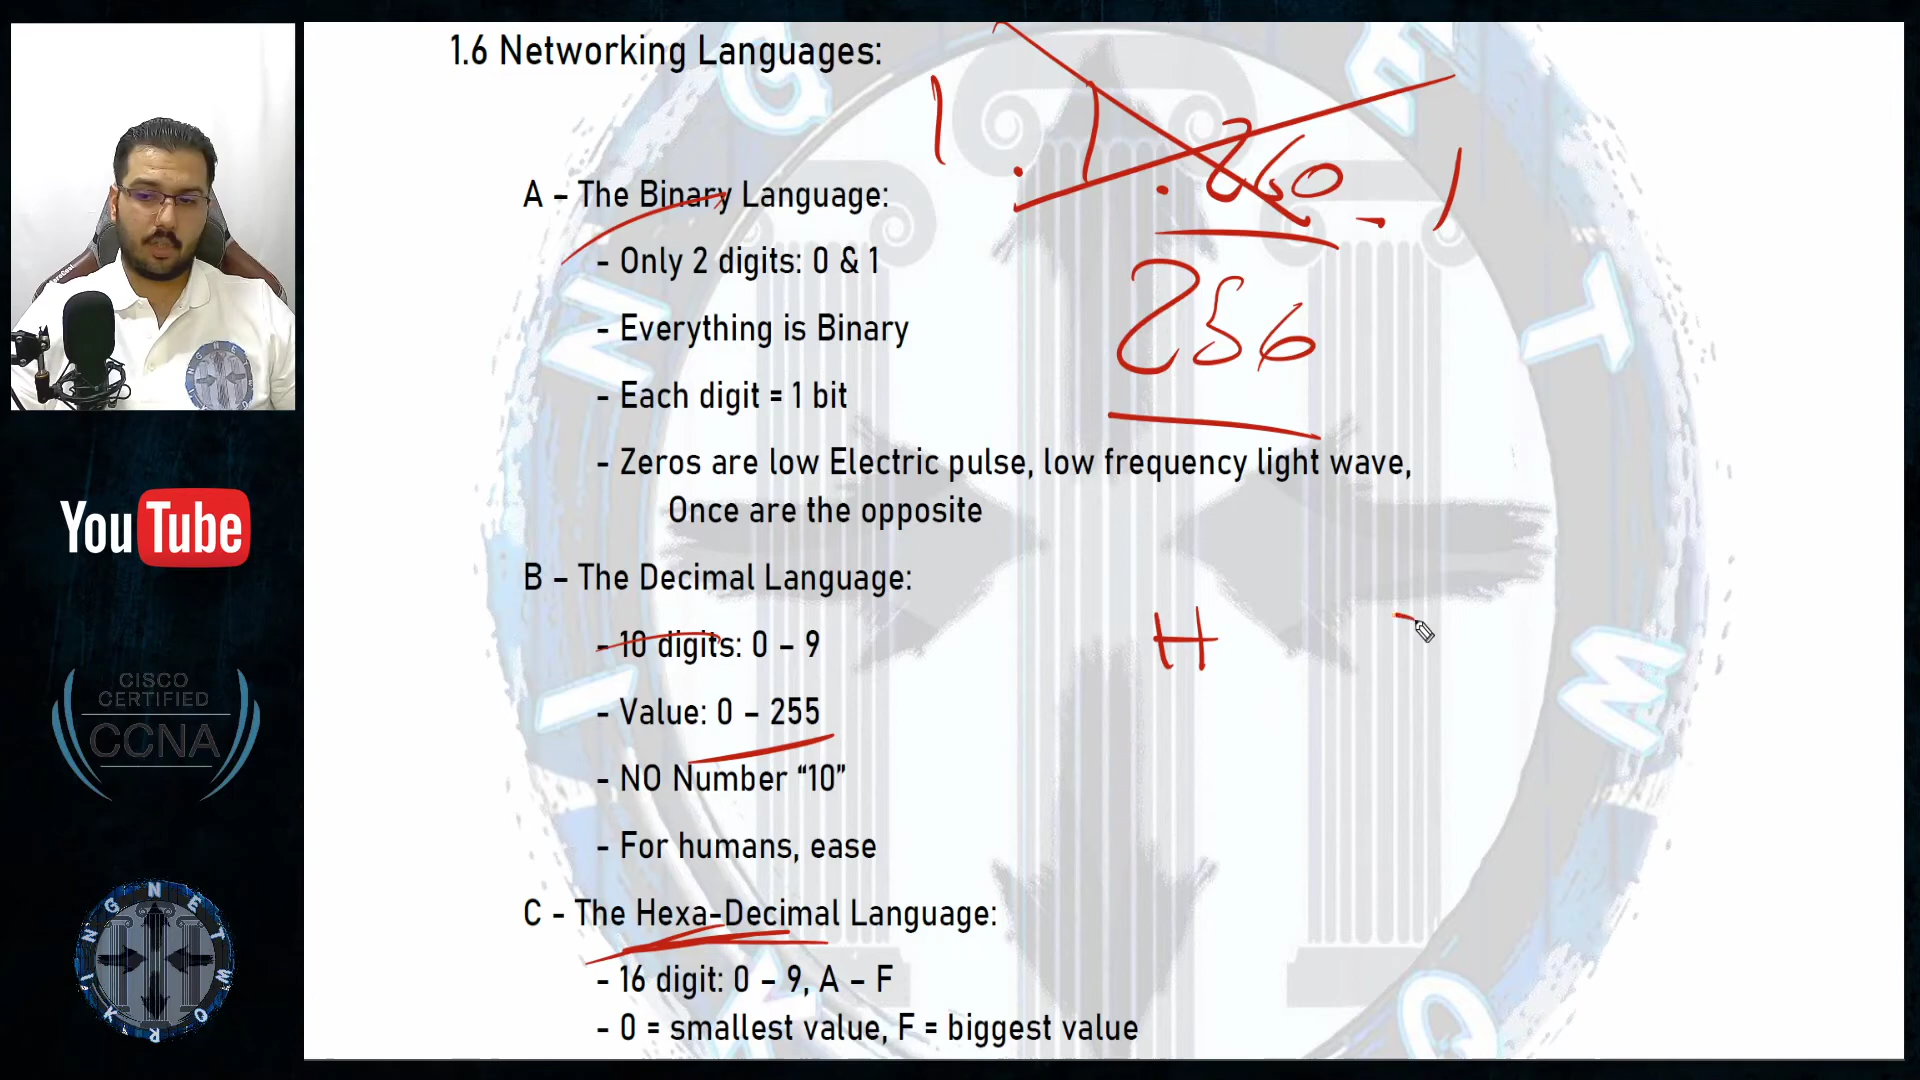 1.6 Networking Languages:
1 . 1 . 260 - 1
A – The Binary Language:
- Only 2 digits: 0 & 1
256
- Everything is Binary
- Each digit = 1 bit
- Zeros are low Electric pulse, low frequency light wave,
Once are the opposite
B – The Decimal Language:
- 10 digits: 0 – 9
H
- Value: 0 – 255
- NO Number “10”
- For humans, ease
C - The Hexa-Decimal Language:
- 16 digit: 0 – 9, A – F
- 0 = smallest value, F = biggest value
YouTube
CISCO
CERTIFIED
CCNA
NETWORKING